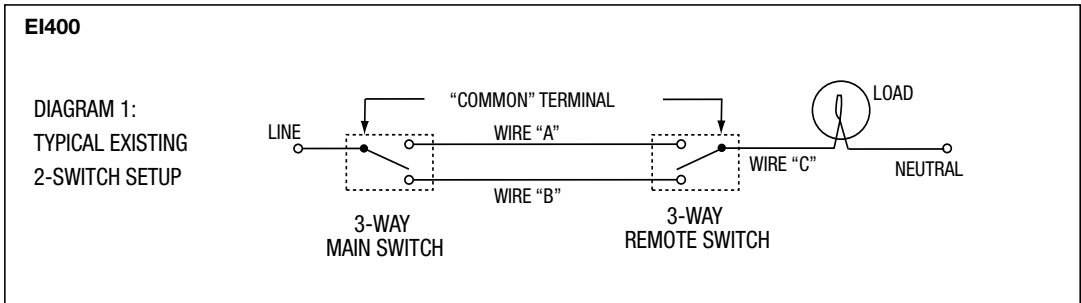 EI400
DIAGRAM 1:
TYPICAL EXISTING
2-SWITCH SETUP
“COMMON” TERMINAL
LOAD
LINE
WIRE “A”
WIRE “C”
NEUTRAL
WIRE “B”
3-WAY
MAIN SWITCH
3-WAY
REMOTE SWITCH